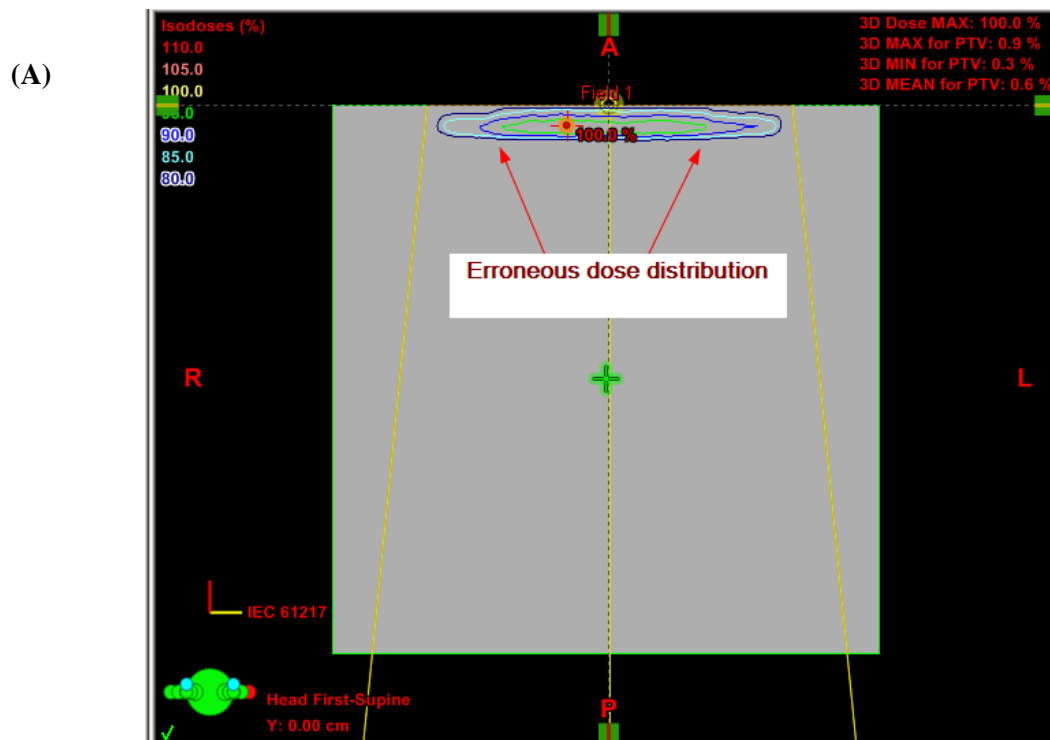 (A)
Isodoses (%)
110.0
105.0
100.0
95.0
90.0
85.0
80.0
A
3D Dose MAX: 100.0 %
3D MAX for PTV: 0.9 %
3D MIN for PTV: 0.3 %
3D MEAN for PTV: 0.6 %
Field 1
100.0 %
Erroneous dose distribution
R
L
IEC 61217
Head First-Supine
Y: 0.00 cm
P